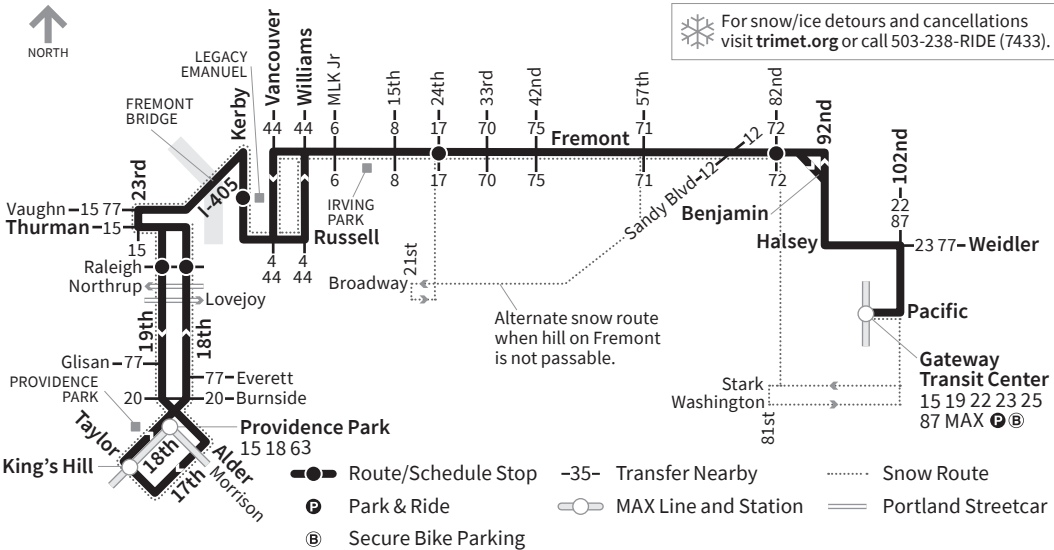 NORTH
For snow/ice detours and cancellations
visit trimet.org or call 503-238-RIDE (7433).
LEGACY
EMANUEL
FREMONT
BRIDGE
Kerby
Vancouver
Williams
MLK Jr
15th
24th
33rd
42nd
57th
82nd
92nd
102nd
44
44
6
8
17
70
75
71
72
12
Fremont
6
8
17
70
75
71
72
Sandy Blvd
12
22
87
23rd
I-405
IRVING
PARK
Benjamin
Vaughn
15 77
Thurman
15
15
Russell
4
44
4
44
Halsey
23 77
Weidler
Raleigh
Northrup
Lovejoy
Broadway
21st
Alternate snow route
when hill on Fremont
is not passable.
Pacific
19th
18th
Gateway
Transit Center
15 19 22 23 25
87 MAX P B
Glisan
77
77
Everett
20
20
Burnside
PROVIDENCE
PARK
Stark
Washington
81st
Taylor
Providence Park
15 18 63
King's Hill
18th
17th
Alder
Morrison
Route/Schedule Stop
35
Transfer Nearby
Snow Route
P
Park & Ride
MAX Line and Station
Portland Streetcar
B
Secure Bike Parking